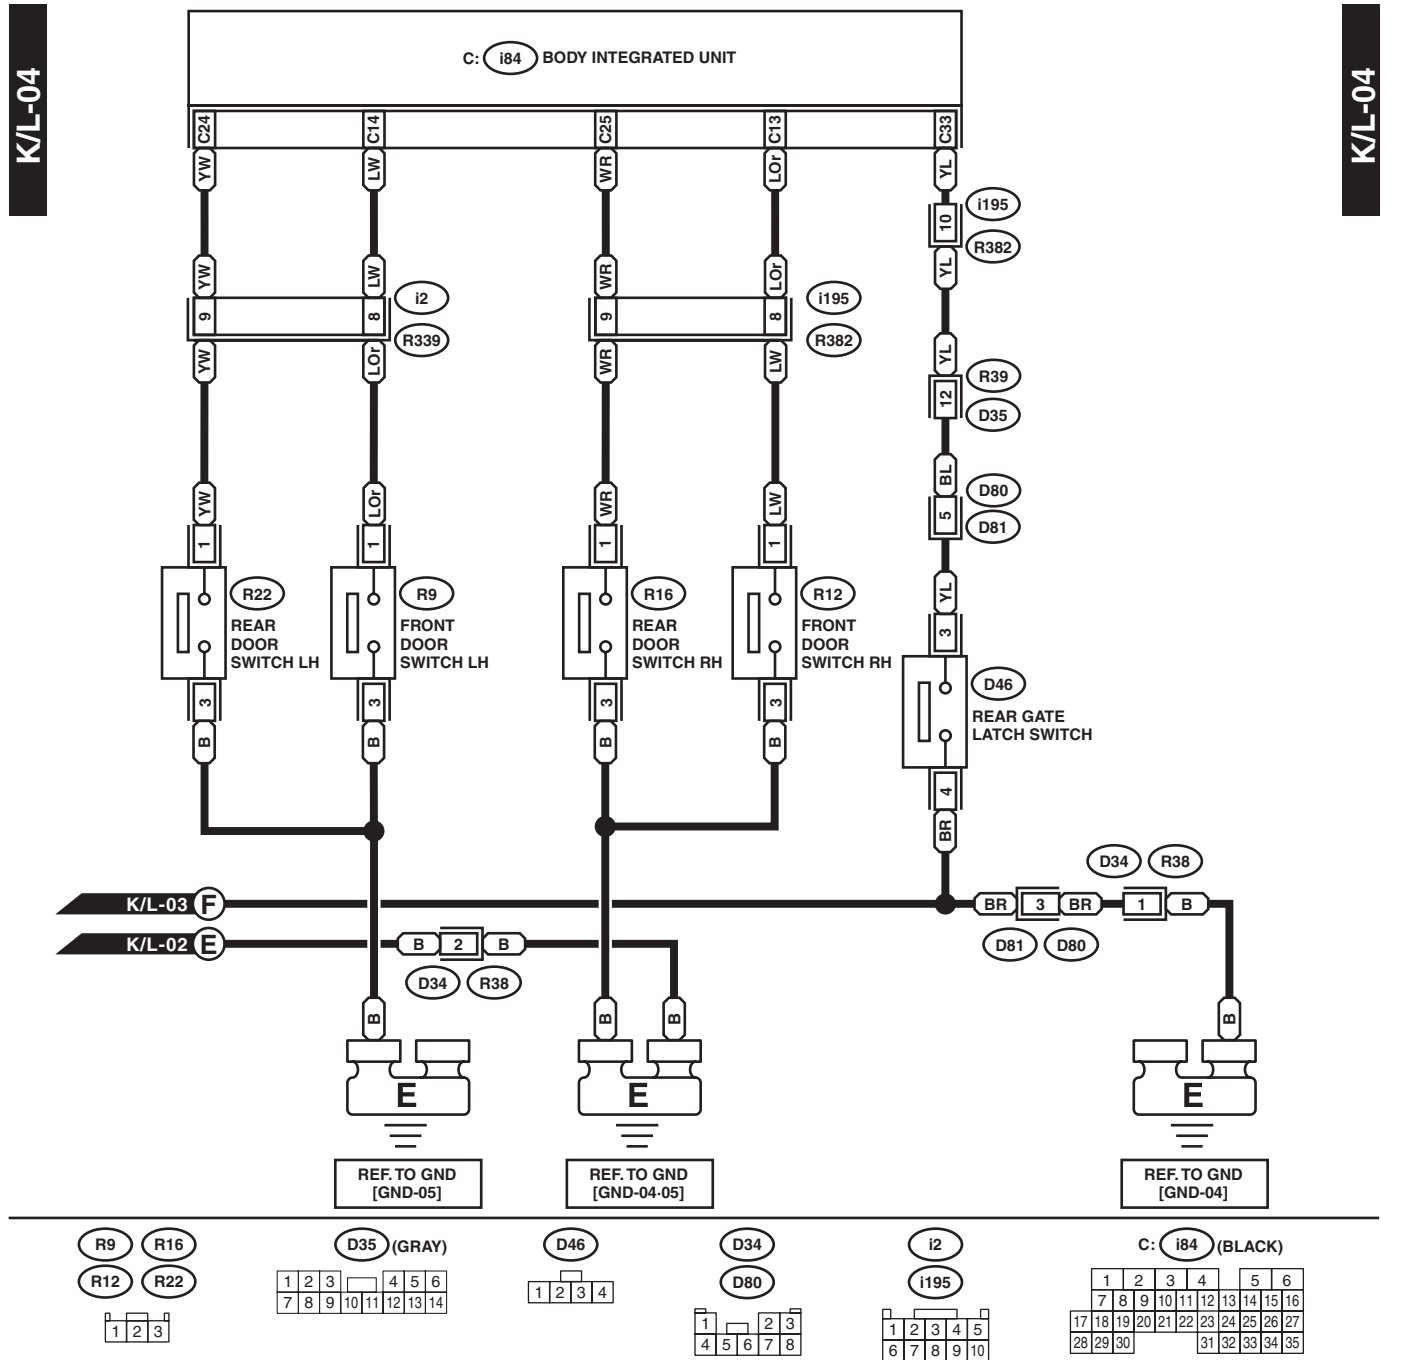 K/L-04
K/L-04
C: i84 BODY INTEGRATED UNIT
C24 C14 C25 C13 C33
YW LW WR LOr YL
10 i195
R382
YL
YW LW WR LOr
9 8 i2
R339
9 8 i195
R382
YW LOr WR LW
YL
12 R39
D35
BL
5 D80
D81
YL
YW LOr WR LW
1 1 1 1
R22
REAR
DOOR
SWITCH LH
R9
FRONT
DOOR
SWITCH LH
R16
REAR
DOOR
SWITCH RH
R12
FRONT
DOOR
SWITCH RH
3 3 3 3
B B B B
3
D46
REAR GATE
LATCH SWITCH
4
BR
D34 R38
K/L-03 F
BR 3 BR 1 B
D81 D80
K/L-02 E
B 2 B
D34 R38
B B B B
E E E
REF. TO GND
[GND-05]
REF. TO GND
[GND-04·05]
REF. TO GND
[GND-04]
R9 R16
R12 R22
1 2 3
D35 (GRAY)
1 2 3 4 5 6
7 8 9 10 11 12 13 14
D46
1 2 3 4
D34
D80
1 2 3
4 5 6 7 8
i2
i195
1 2 3 4 5
6 7 8 9 10
C: i84 (BLACK)
1 2 3 4 5 6
7 8 9 10 11 12 13 14 15 16
17 18 19 20 21 22 23 24 25 26 27
28 29 30 31 32 33 34 35